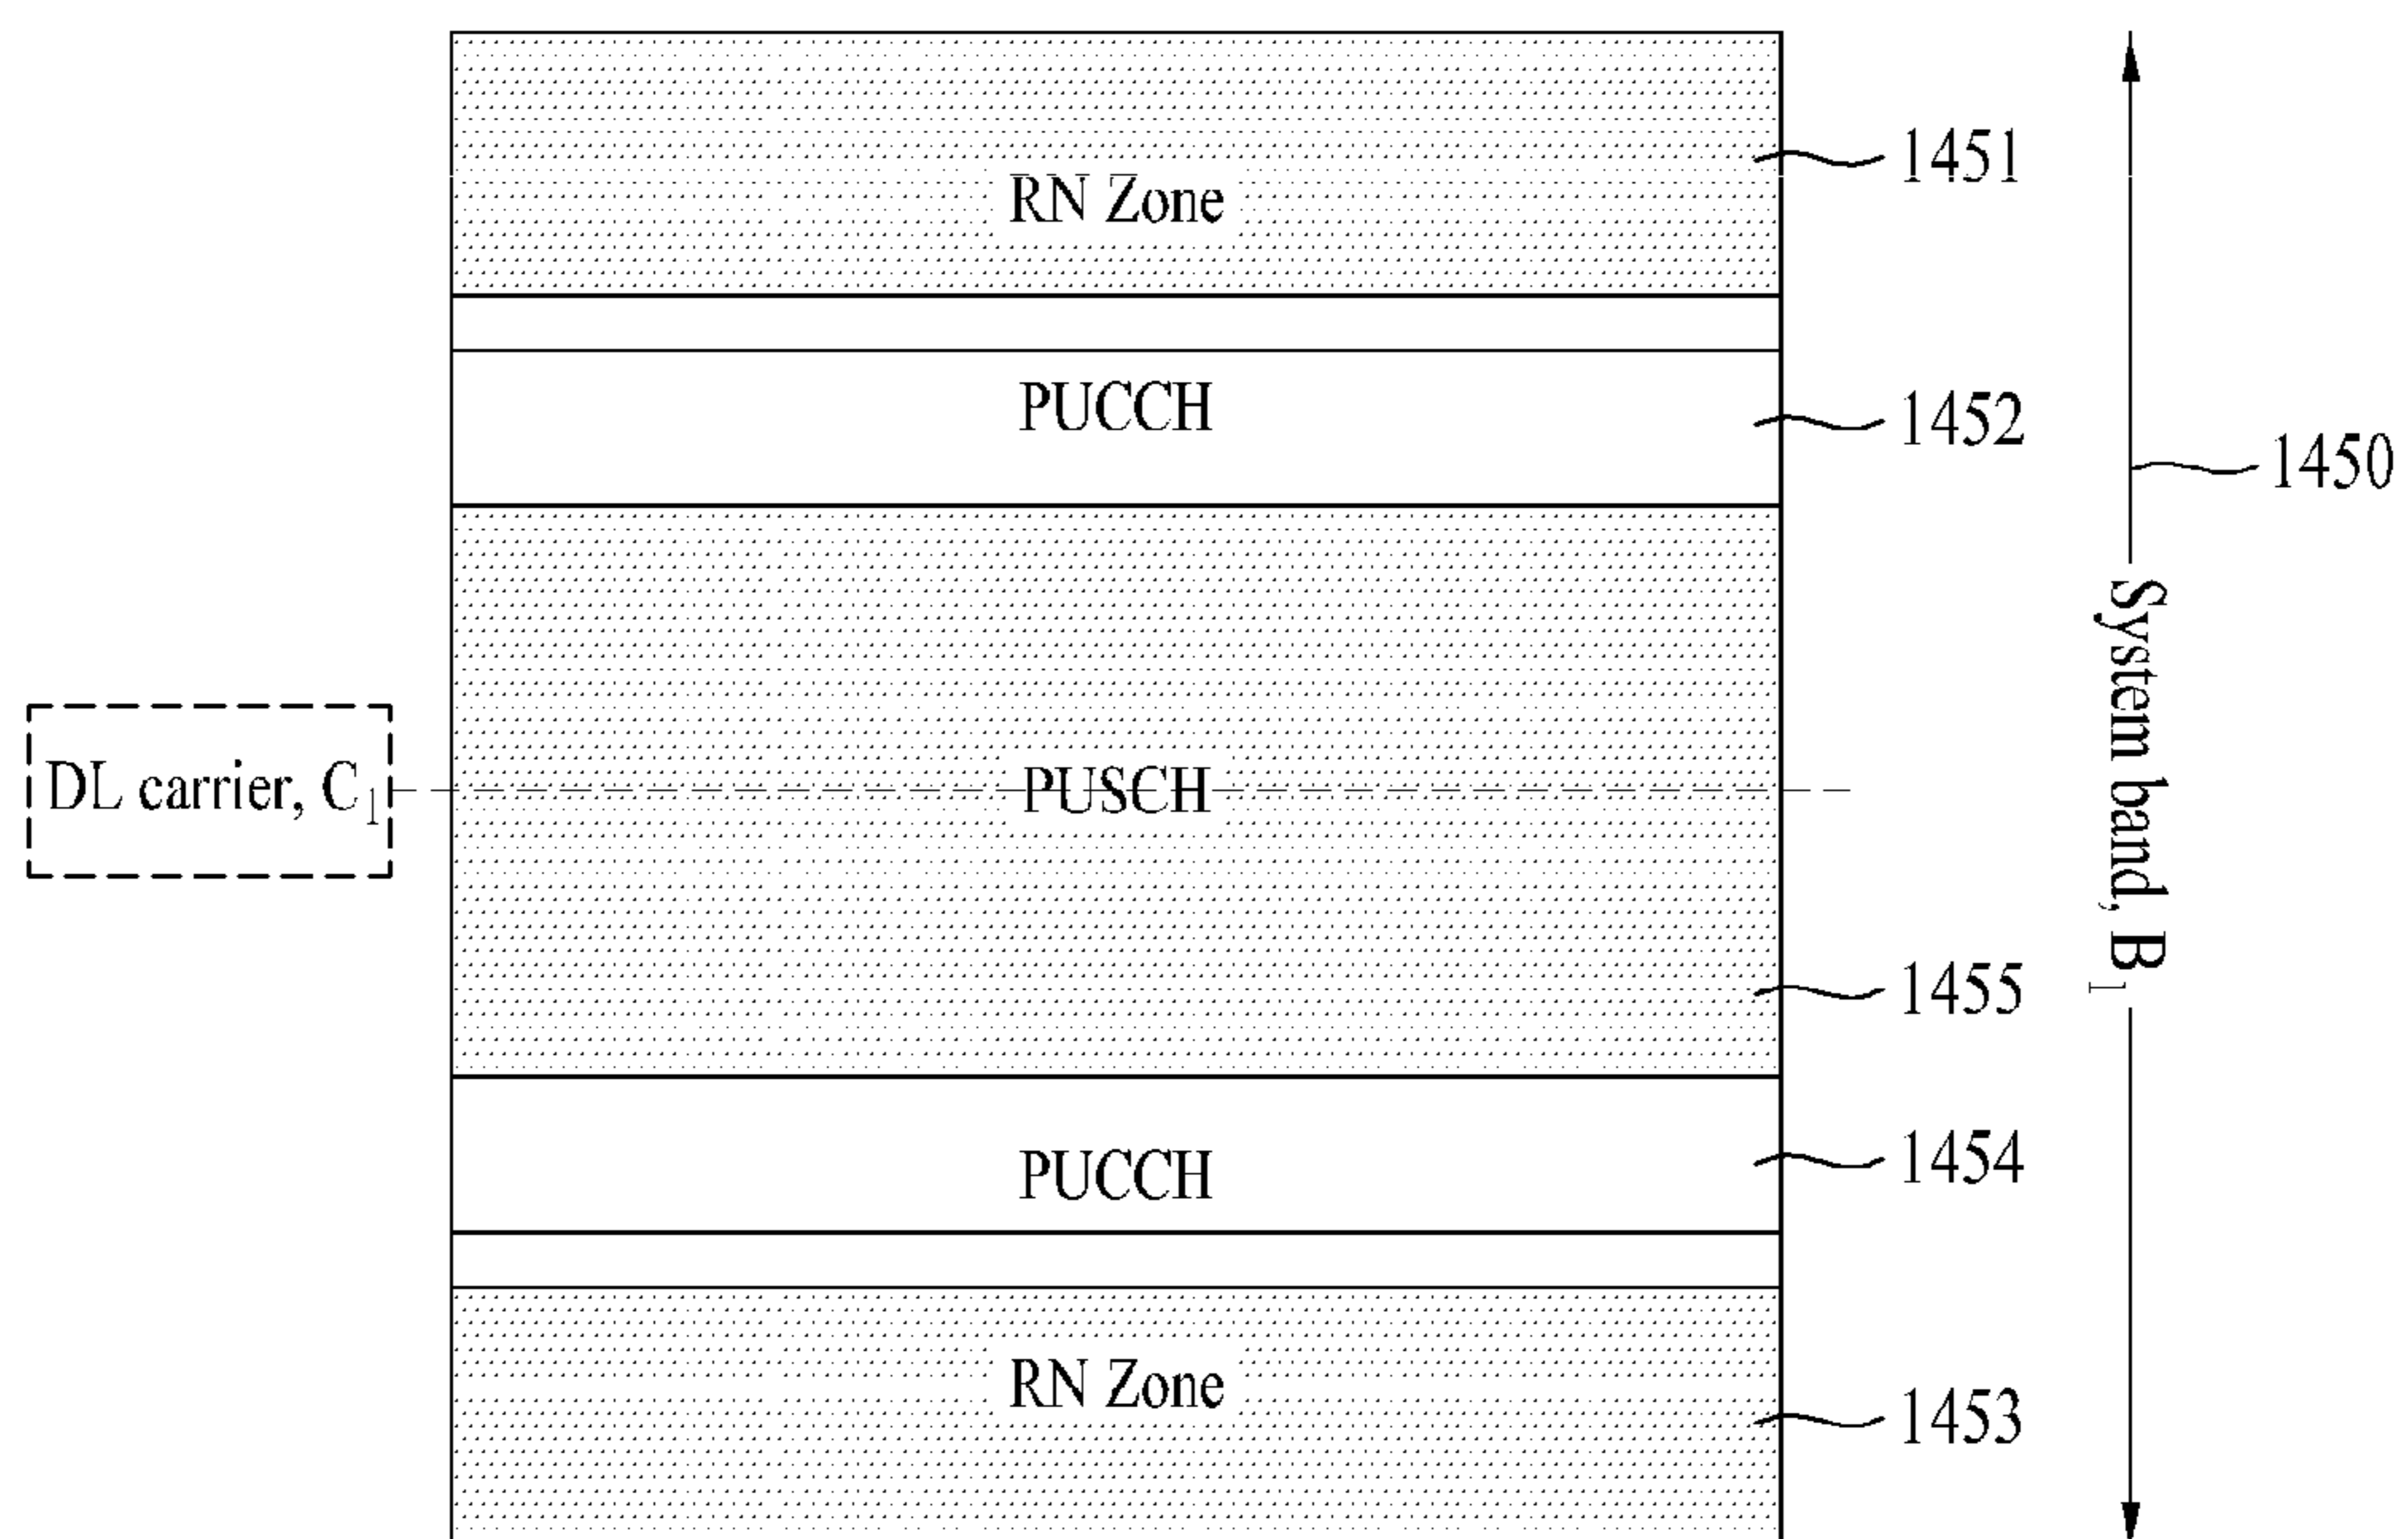 RN Zone
1451
PUCCH
1452
1450
DL carrier, C1
PUSCH
System band, B1
1455
PUCCH
1454
RN Zone
1453